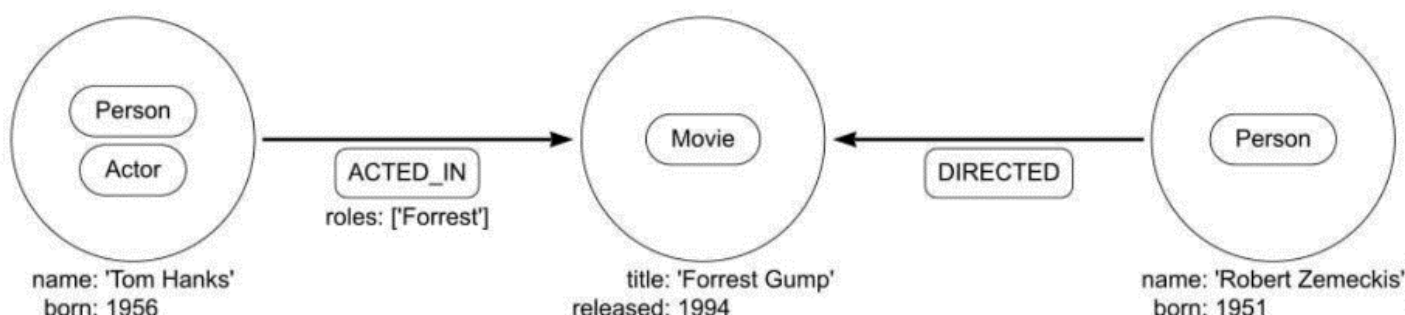 Person
Actor
ACTED_IN
roles: ['Forrest']
Movie
DIRECTED
Person
name: 'Tom Hanks'
born: 1956
title: 'Forrest Gump'
released: 1994
name: 'Robert Zemeckis'
born: 1951